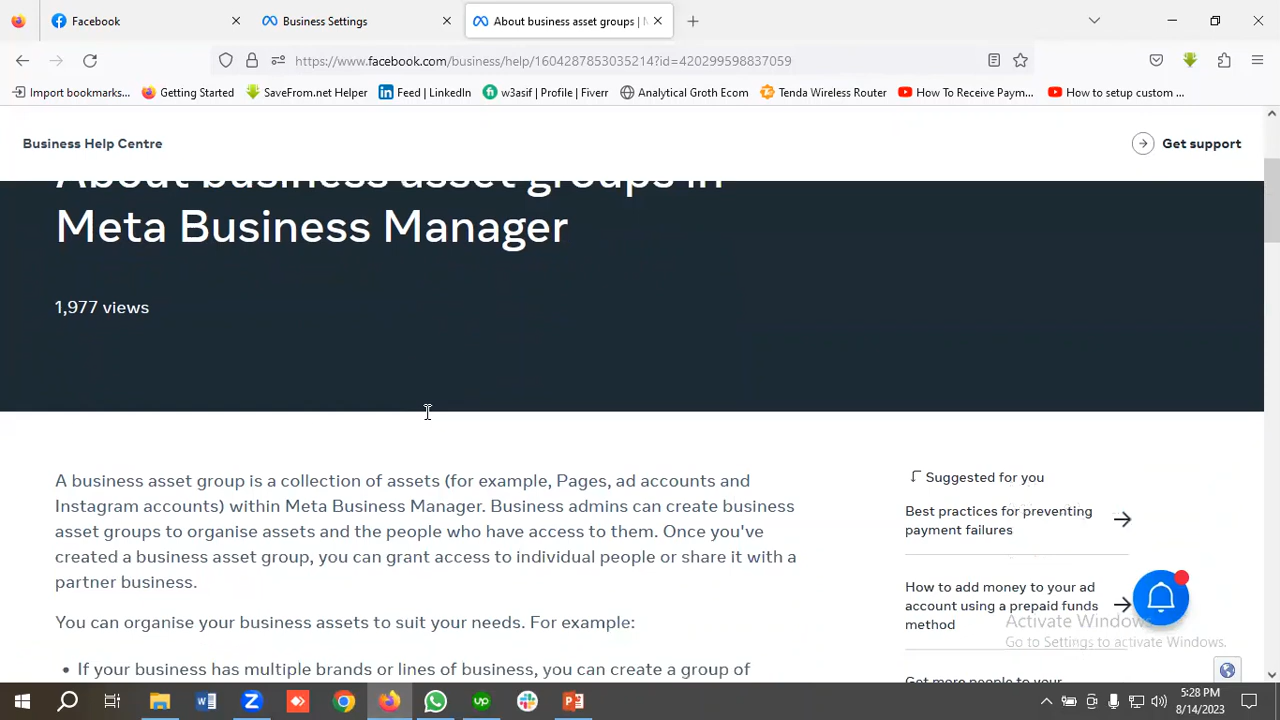 Facebook
Business Settings
About business asset groups |
https://www.facebook.com/business/help/1604287853035214?id=420299598837059
Import bookmarks...
Getting Started
SaveFrom.net Helper
Feed | LinkedIn
w3asif | Profile | Fiverr
Analytical Groth Ecom
Tenda Wireless Router
How To Receive Paym...
How to setup custom ...
Business Help Centre
Get support
About business asset groups in
Meta Business Manager
1,977 views
A business asset group is a collection of assets (for example, Pages, ad accounts and
Instagram accounts) within Meta Business Manager. Business admins can create business
asset groups to organise assets and the people who have access to them. Once you've
created a business asset group, you can grant access to individual people or share it with a
partner business.
You can organise your business assets to suit your needs. For example:
• If your business has multiple brands or lines of business, you can create a group of
Suggested for you
Best practices for preventing
payment failures
How to add money to your ad
account using a prepaid funds
method
Get more people to your
Activate Windows
Go to Settings to activate Windows.
5:28 PM
8/14/2023